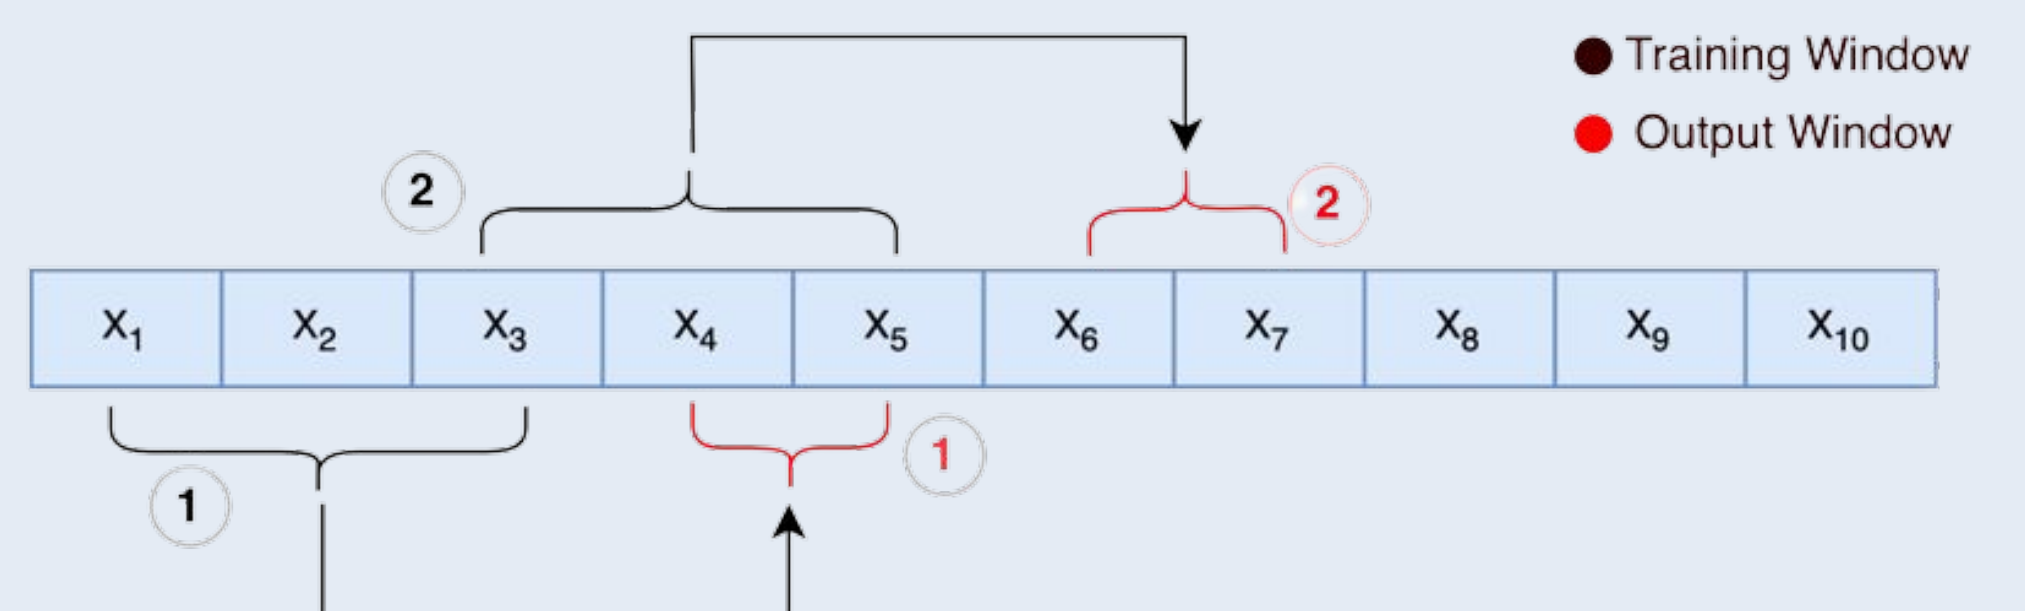 Training Window
Output Window
2
2
X₁ X₂ X₃ X₄ X₅ X₆ X₇ X₈ X₉ X₁₀
1
1